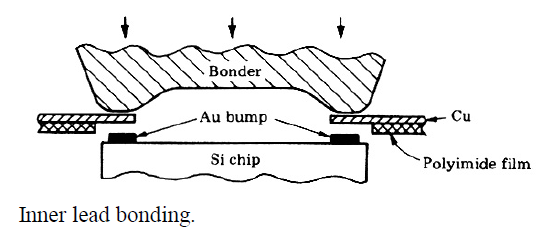 Bonder
Cu
Au bump
Si chip
Polyimide film
Inner lead bonding.